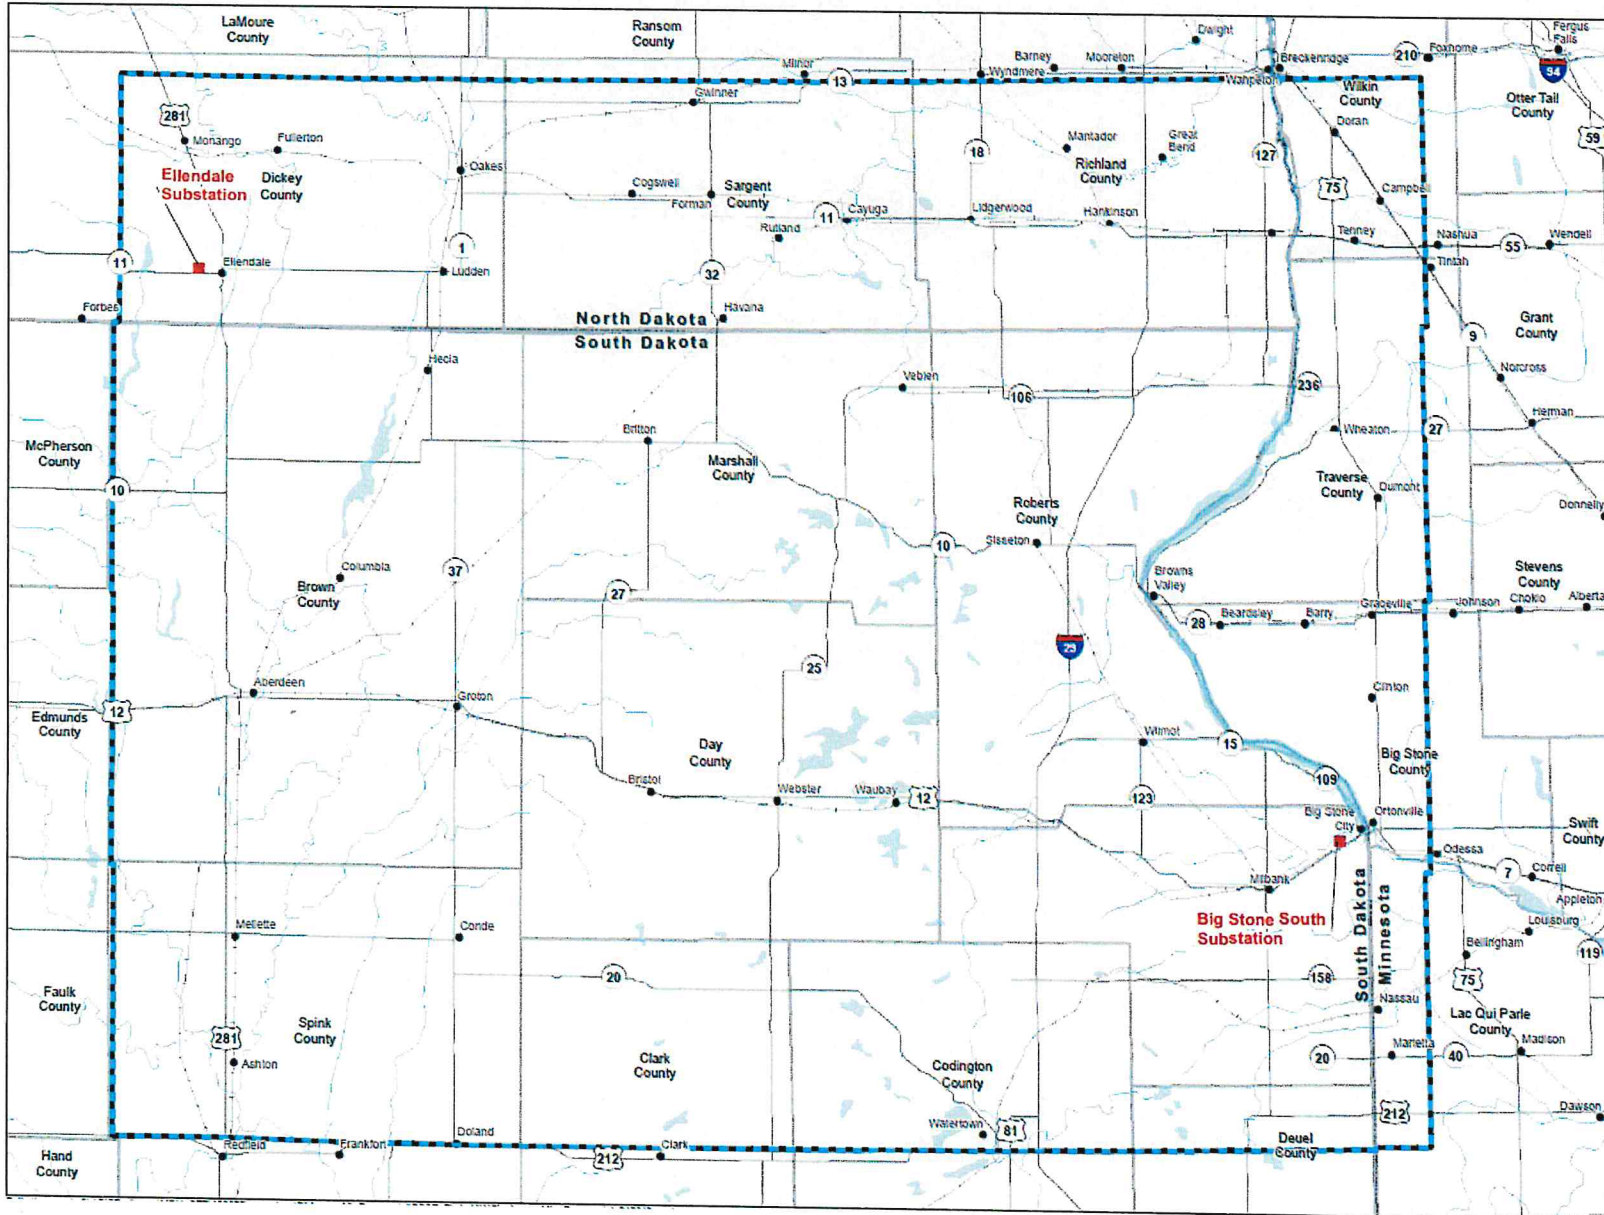 LaMoure
County
Ransom
County
Dwight
Fergus
Falls
Milnor
13
Wyndmere
Barney
Mooreton
Wahpeton
Breckenridge
210
Foxhome
94
Gwinner
Wilkin
County
Otter Tail
County
281
Monango
Fullerton
Doran
59
Oakes
18
Mantador
Great
Bend
127
Richland
County
Ellendale
Substation
Dickey
County
Cogswell
Forman
Sargent
County
75
Campbell
11
Cayuga
Lidgerwood
Hankinson
Rutland
Tenney
Nashua
55
Wendell
1
11
Ellendale
Ludden
32
Tintah
Forbes
Havana
North Dakota
South Dakota
Grant
County
9
Hecla
Norcross
Veblen
106
236
Herman
Britton
Wheaton
27
McPherson
County
Marshall
County
10
Traverse
County
Dumont
Roberts
County
Donnelly
10
Sisseton
Columbia
37
Brown
County
Browns
Valley
Stevens
County
27
Graceville
Johnson
Chokio
Alberta
28
Beardsley
Barry
29
25
Aberdeen
Groton
Clinton
12
Edmunds
County
Day
County
Wilmot
15
Big Stone
County
109
Bristol
Webster
Waubay
12
123
Big Stone
City
Ortonville
Swift
County
Odessa
7
Correll
Milbank
Appleton
Big Stone South
Substation
South Dakota
Minnesota
Louisburg
Mellette
Conde
Bellingham
119
20
158
75
Faulk
County
Nassau
Spink
County
Lac Qui Parle
County
281
Ashton
Clark
County
Codington
County
20
Marietta
40
Madison
212
Dawson
Watertown
81
Redfield
Frankfort
Doland
212
Clark
Deuel
County
Hand
County